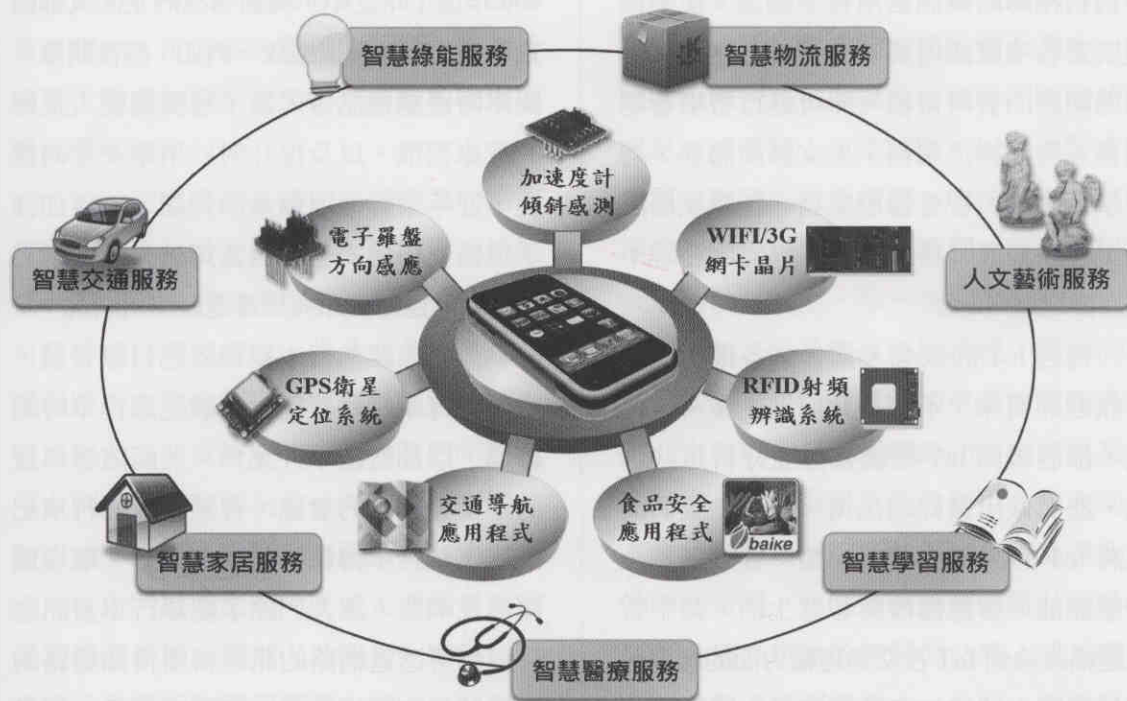 智慧綠能服務
智慧物流服務
加速度計
傾斜感測
電子羅盤
方向感應
WIFI/3G
網卡晶片
智慧交通服務
人文藝術服務
GPS衛星
定位系統
RFID射頻
辨識系統
交通導航
應用程式
食品安全
應用程式
baike
智慧家居服務
智慧學習服務
智慧醫療服務